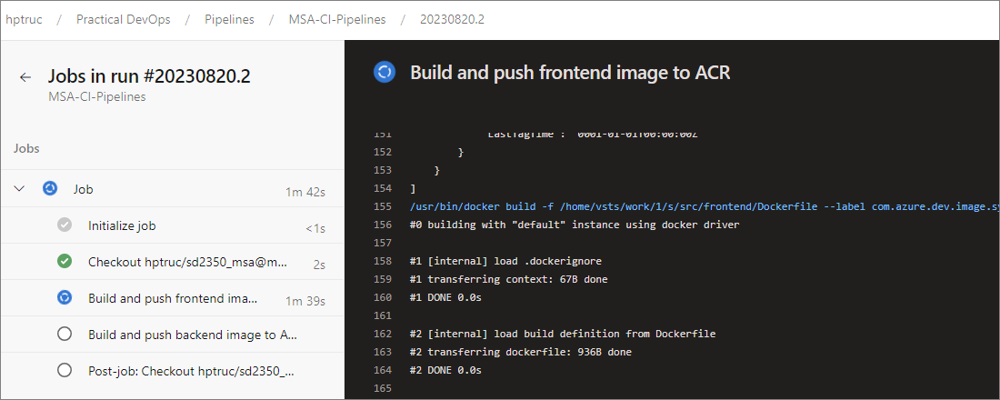 hptruc / Practical DevOps / Pipelines / MSA-CI-Pipelines / 20230820.2
← Jobs in run #20230820.2
MSA-CI-Pipelines
Jobs
Job 1m 42s
Initialize job <1s
Checkout hptruc/sd2350_msa@m... 2s
Build and push frontend ima... 1m 39s
Build and push backend image to A...
Post-job: Checkout hptruc/sd2350_...
Build and push frontend image to ACR
151 "LastTagTime": "0001-01-01T00:00:00Z"
152 }
153 }
154 ]
155 /usr/bin/docker build -f /home/vsts/work/1/s/src/frontend/Dockerfile --label com.azure.dev.image.sy
156 #0 building with "default" instance using docker driver
157
158 #1 [internal] load .dockerignore
159 #1 transferring context: 67B done
160 #1 DONE 0.0s
161
162 #2 [internal] load build definition from Dockerfile
163 #2 transferring dockerfile: 936B done
164 #2 DONE 0.0s
165